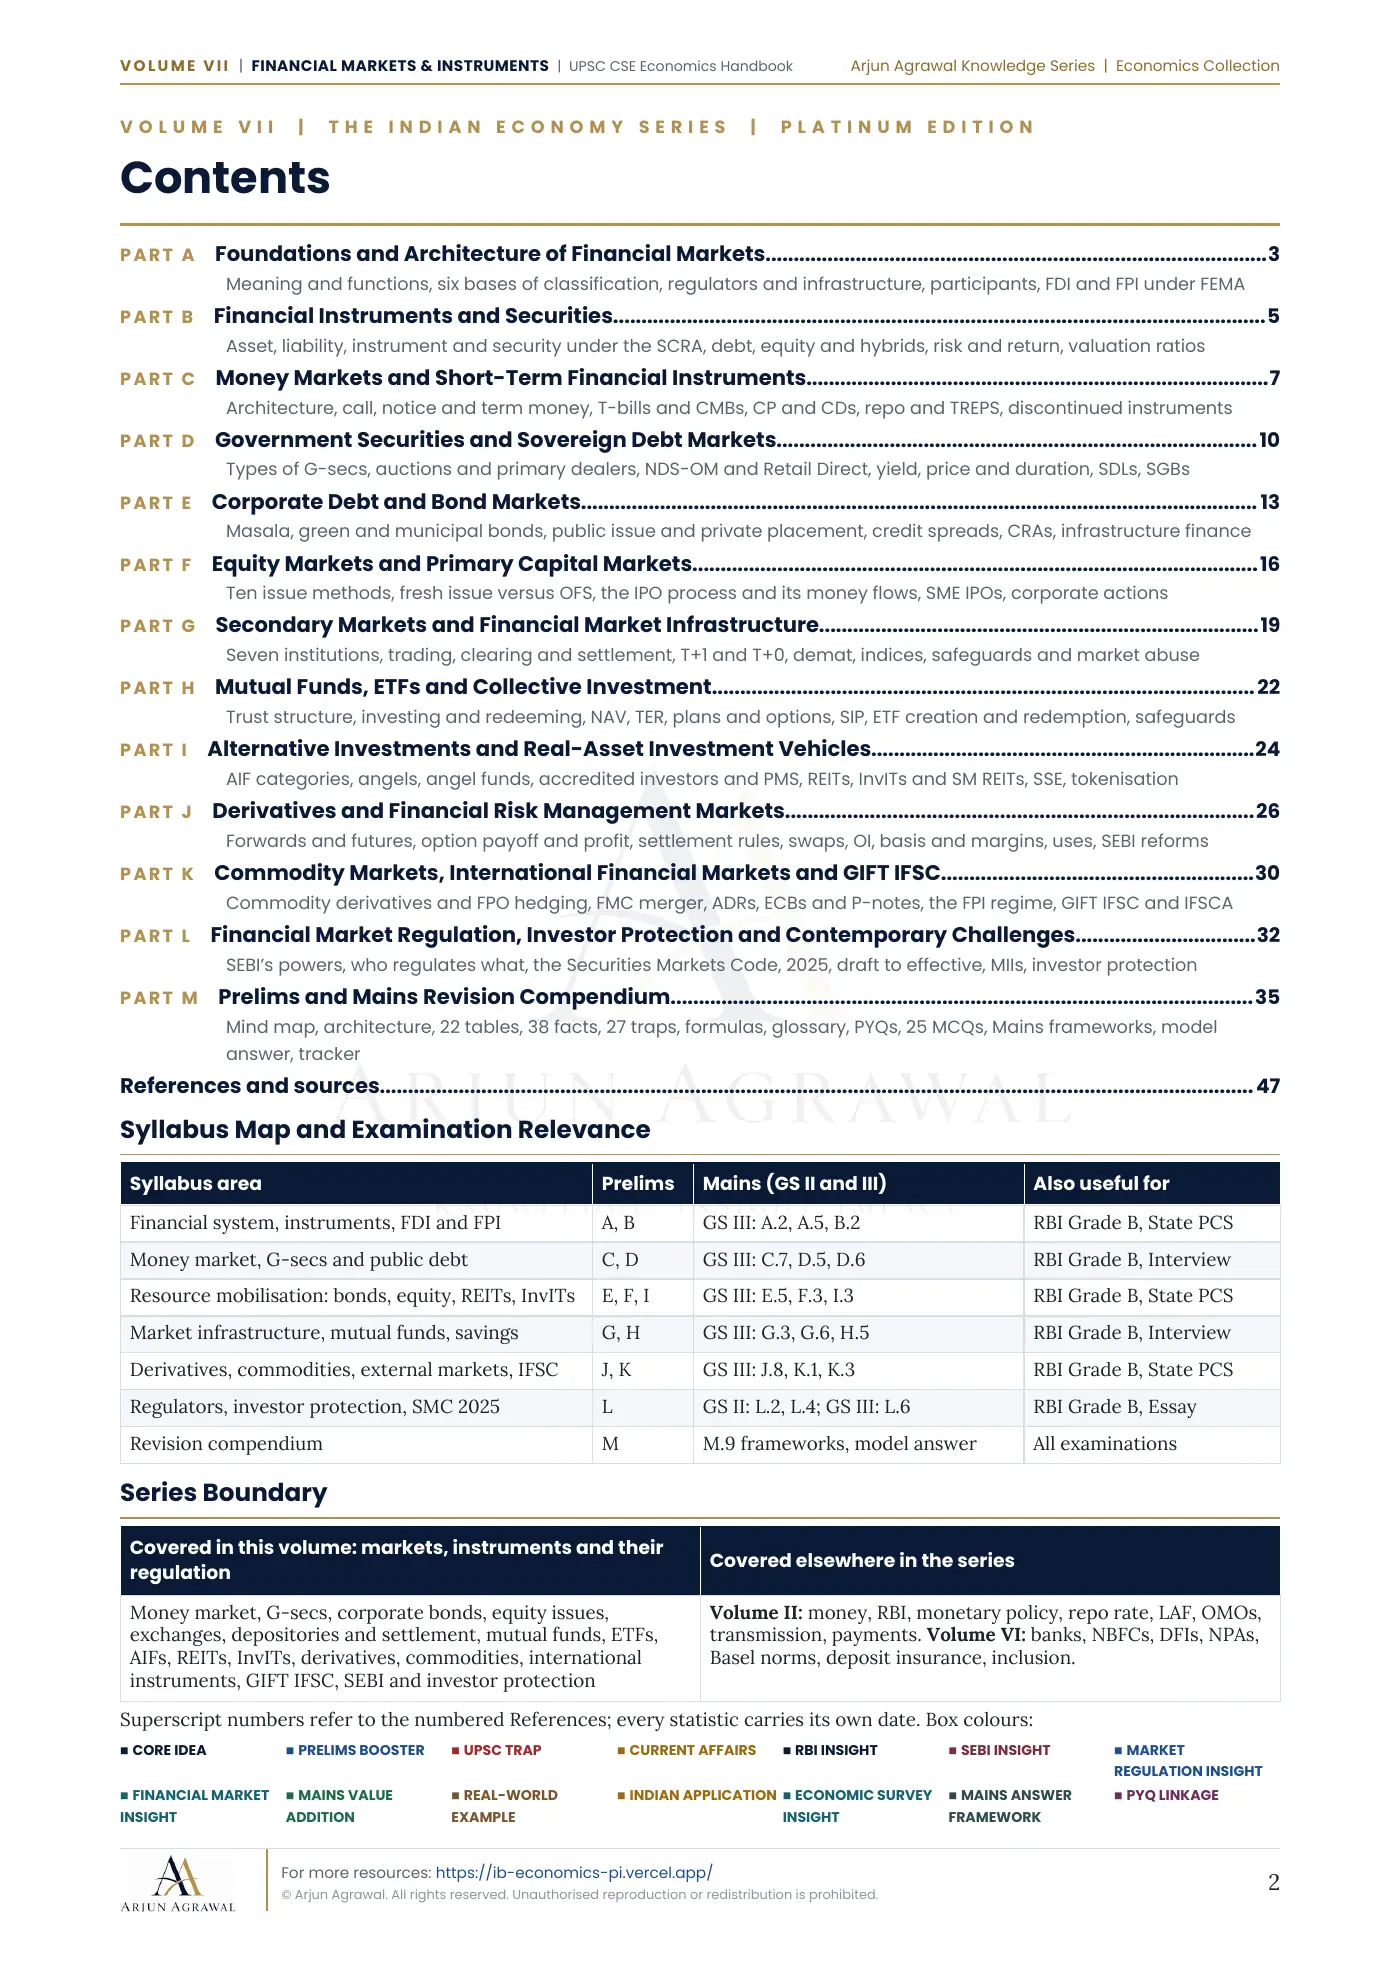 VOLUME VII | FINANCIAL MARKETS & INSTRUMENTS | UPSC CSE Economics Handbook Arjun Agrawal Knowledge Series | Economics Collection
VOLUME VII | THE INDIAN ECONOMY SERIES | PLATINUM EDITION
Contents
PART A Foundations and Architecture of Financial Markets 3
Meaning and functions, six bases of classification, regulators and infrastructure, participants, FDI and FPI under FEMA
PART B Financial Instruments and Securities 5
Asset, liability, instrument and security under the SCRA, debt, equity and hybrids, risk and return, valuation ratios
PART C Money Markets and Short-Term Financial Instruments 7
Architecture, call, notice and term money, T-bills and CMBs, CP and CDs, repo and TREPS, discontinued instruments
PART D Government Securities and Sovereign Debt Markets 10
Types of G-secs, auctions and primary dealers, NDS-OM and Retail Direct, yield, price and duration, SDLs, SGBs
PART E Corporate Debt and Bond Markets 13
Masala, green and municipal bonds, public issue and private placement, credit spreads, CRAs, infrastructure finance
PART F Equity Markets and Primary Capital Markets 16
Ten issue methods, fresh issue versus OFS, the IPO process and its money flows, SME IPOs, corporate actions
PART G Secondary Markets and Financial Market Infrastructure 19
Seven institutions, trading, clearing and settlement, T+1 and T+0, demat, indices, safeguards and market abuse
PART H Mutual Funds, ETFs and Collective Investment 22
Trust structure, investing and redeeming, NAV, TER, plans and options, SIP, ETF creation and redemption, safeguards
PART I Alternative Investments and Real-Asset Investment Vehicles 24
AIF categories, angels, angel funds, accredited investors and PMS, REITs, InvITs and SM REITs, SSE, tokenisation
PART J Derivatives and Financial Risk Management Markets 26
Forwards and futures, option payoff and profit, settlement rules, swaps, OI, basis and margins, uses, SEBI reforms
PART K Commodity Markets, International Financial Markets and GIFT IFSC 30
Commodity derivatives and FPO hedging, FMC merger, ADRs, ECBs and P-notes, the FPI regime, GIFT IFSC and IFSCA
PART L Financial Market Regulation, Investor Protection and Contemporary Challenges 32
SEBI's powers, who regulates what, the Securities Markets Code, 2025, draft to effective, MIIs, investor protection
PART M Prelims and Mains Revision Compendium 35
Mind map, architecture, 22 tables, 38 facts, 27 traps, formulas, glossary, PYQs, 25 MCQs, Mains frameworks, model
answer, tracker
References and sources 47
ARJUN AGRAWAL
Syllabus Map and Examination Relevance
Syllabus area Prelims Mains (GS II and III) Also useful for
KNOWLEDGE INSIGHT IMPACT
Financial system, instruments, FDI and FPI A, B GS III: A.2, A.5, B.2 RBI Grade B, State PCS
Money market, G-secs and public debt C, D GS III: C.7, D.5, D.6 RBI Grade B, Interview
Resource mobilisation: bonds, equity, REITs, InvITs E, F, I GS III: E.5, F.3, I.3 RBI Grade B, State PCS
Market infrastructure, mutual funds, savings G, H GS III: G.3, G.6, H.5 RBI Grade B, Interview
Derivatives, commodities, external markets, IFSC J, K GS III: J.8, K.1, K.3 RBI Grade B, State PCS
Regulators, investor protection, SMC 2025 L GS II: L.2, L.4; GS III: L.6 RBI Grade B, Essay
Revision compendium M M.9 frameworks, model answer All examinations
Series Boundary
Covered in this volume: markets, instruments and their
regulation
Covered elsewhere in the series
Money market, G-secs, corporate bonds, equity issues,
exchanges, depositories and settlement, mutual funds, ETFs,
AIFs, REITs, InvITs, derivatives, commodities, international
instruments, GIFT IFSC, SEBI and investor protection
Volume II: money, RBI, monetary policy, repo rate, LAF, OMOs,
transmission, payments. Volume VI: banks, NBFCs, DFIs, NPAs,
Basel norms, deposit insurance, inclusion.
Superscript numbers refer to the numbered References; every statistic carries its own date. Box colours:
■ CORE IDEA ■ PRELIMS BOOSTER ■ UPSC TRAP ■ CURRENT AFFAIRS ■ RBI INSIGHT ■ SEBI INSIGHT ■ MARKET
REGULATION INSIGHT
■ FINANCIAL MARKET ■ MAINS VALUE ■ REAL-WORLD ■ INDIAN APPLICATION ■ ECONOMIC SURVEY ■ MAINS ANSWER ■ PYQ LINKAGE
INSIGHT ADDITION EXAMPLE INSIGHT FRAMEWORK
ARJUN AGRAWAL
For more resources: https://ib-economics-pi.vercel.app/
© Arjun Agrawal. All rights reserved. Unauthorised reproduction or redistribution is prohibited.
2